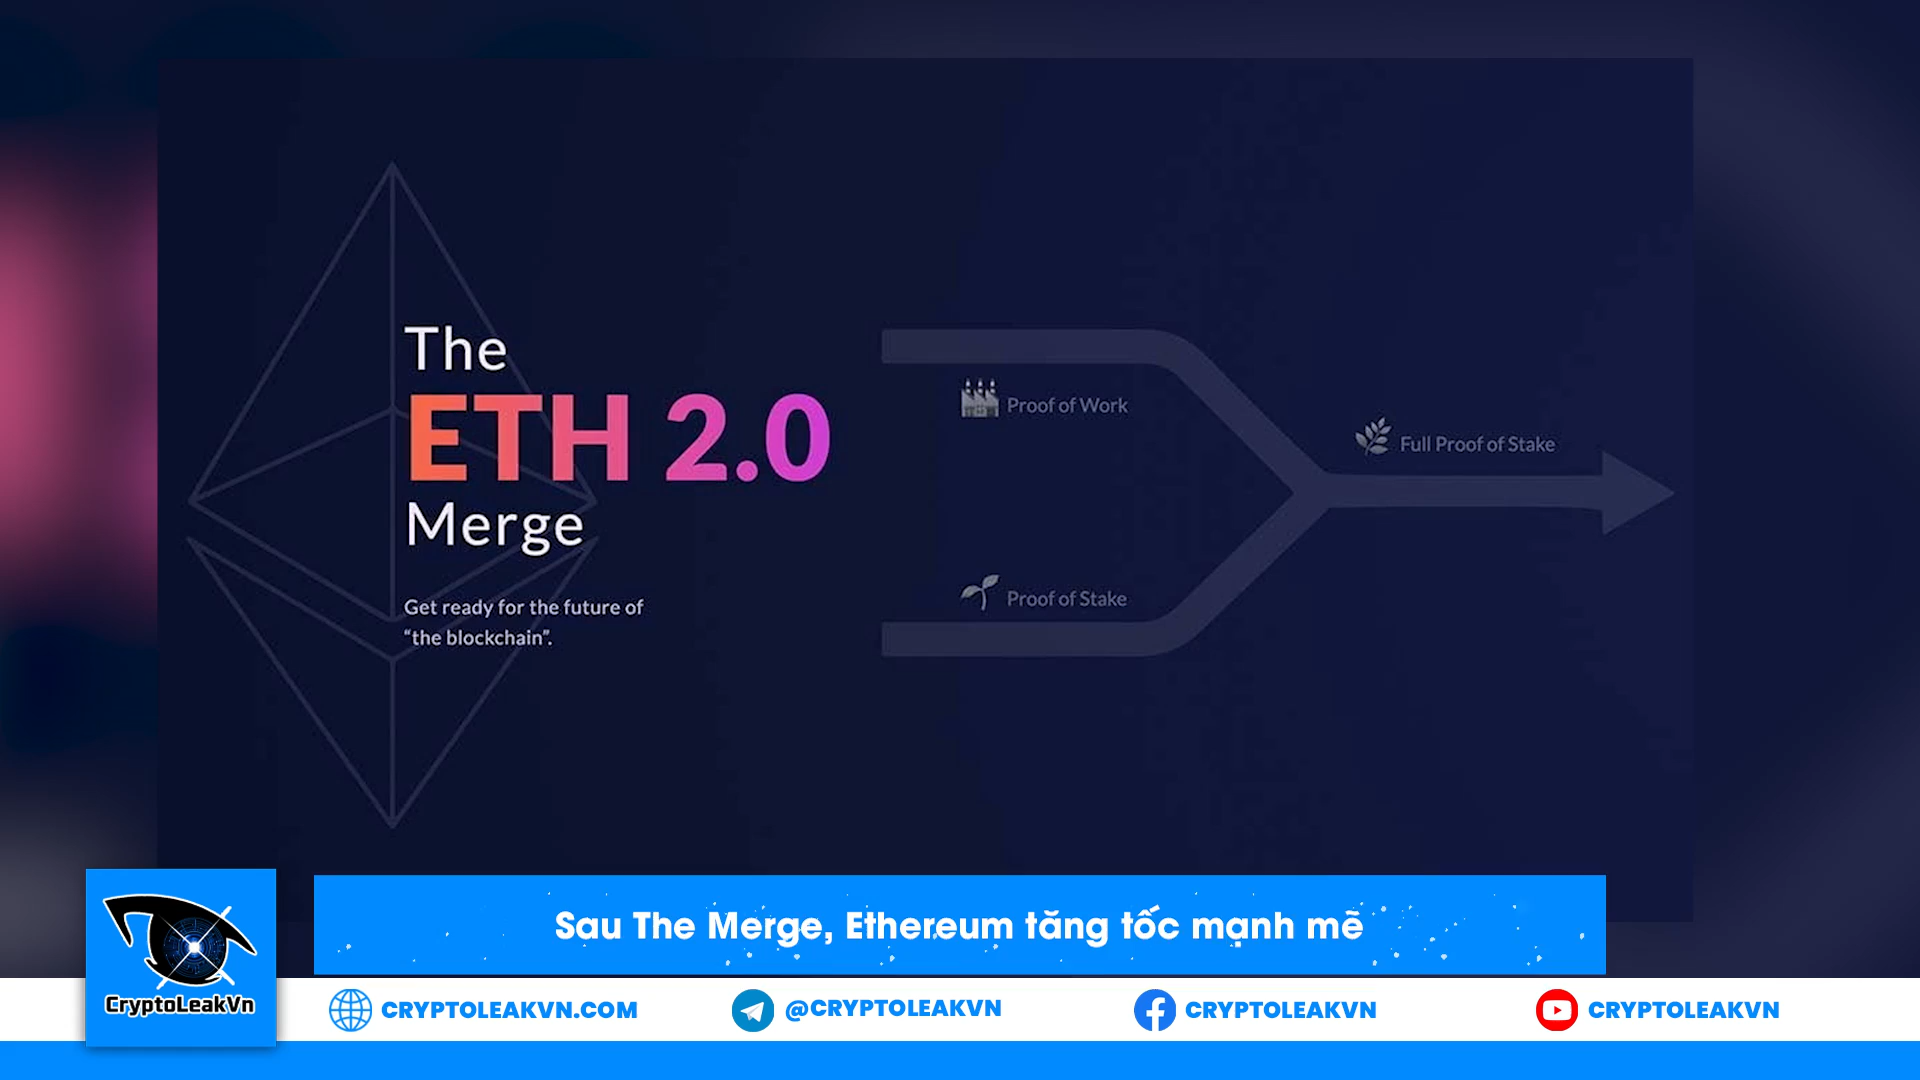 The
ETH 2.0
Merge
Get ready for the future of
“the blockchain”.
Proof of Work
Full Proof of Stake
Proof of Stake
Sau The Merge, Ethereum tăng tốc mạnh mẽ
CryptoLeakVn
CRYPTOLEAKVN.COM
@CRYPTOLEAKVN
CRYPTOLEAKVN
CRYPTOLEAKVN